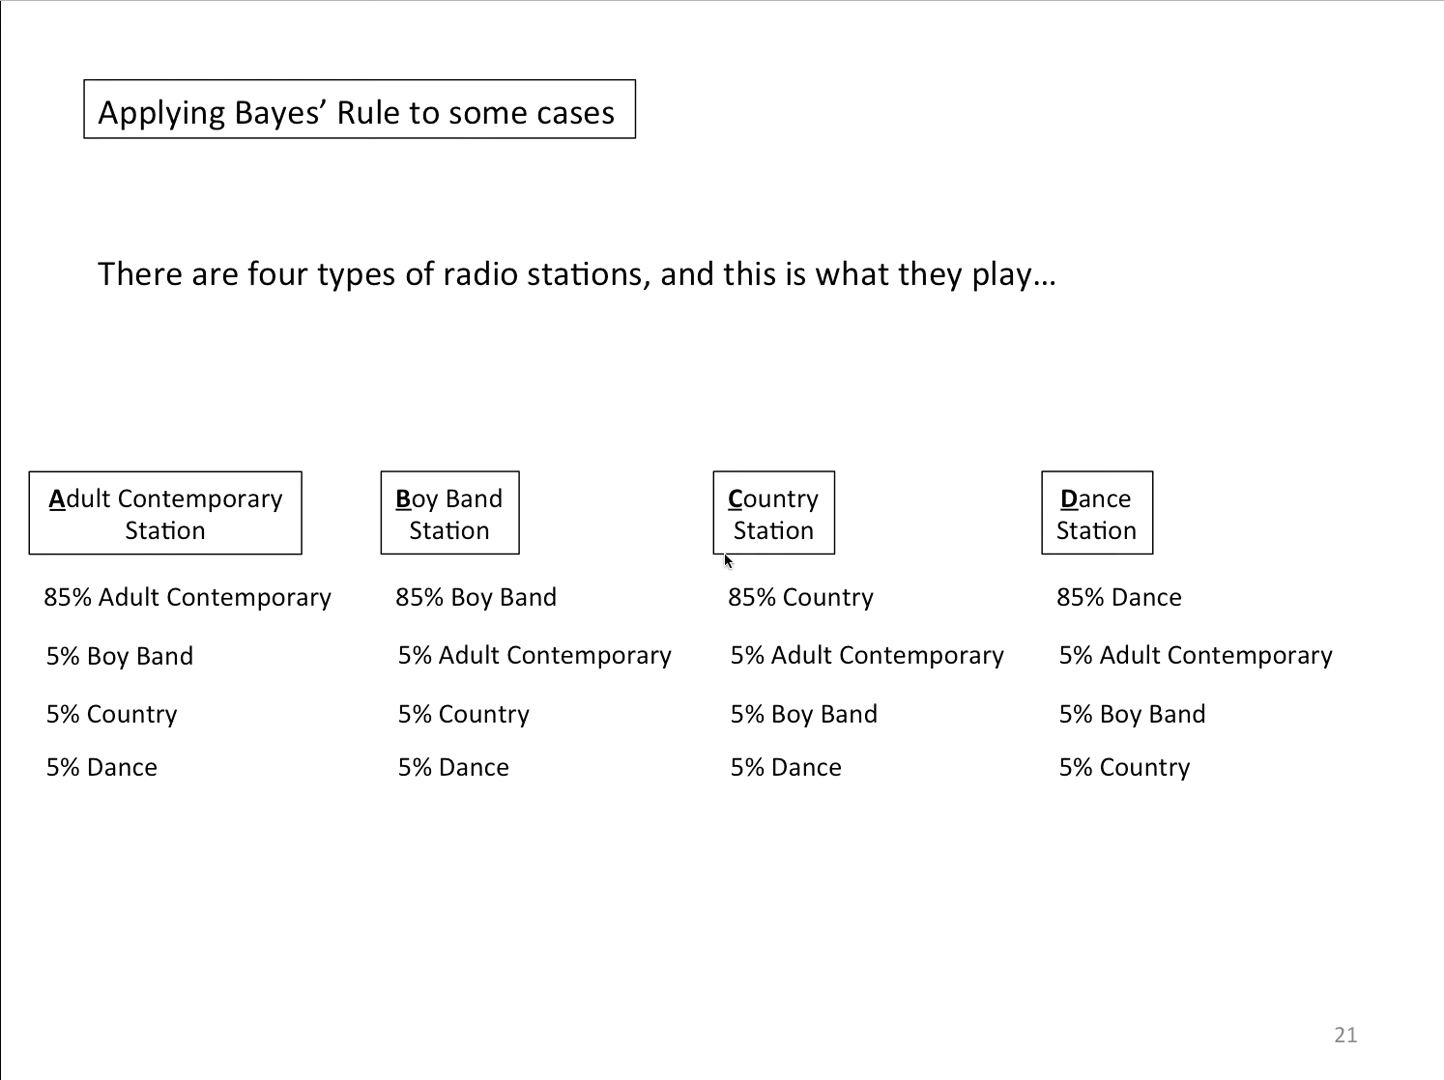 Applying Bayes’ Rule to some cases
There are four types of radio stations, and this is what they play…
Adult Contemporary
Station
85% Adult Contemporary
5% Boy Band
5% Country
5% Dance
Boy Band
Station
85% Boy Band
5% Adult Contemporary
5% Country
5% Dance
Country
Station
85% Country
5% Adult Contemporary
5% Boy Band
5% Dance
Dance
Station
85% Dance
5% Adult Contemporary
5% Boy Band
5% Country
21